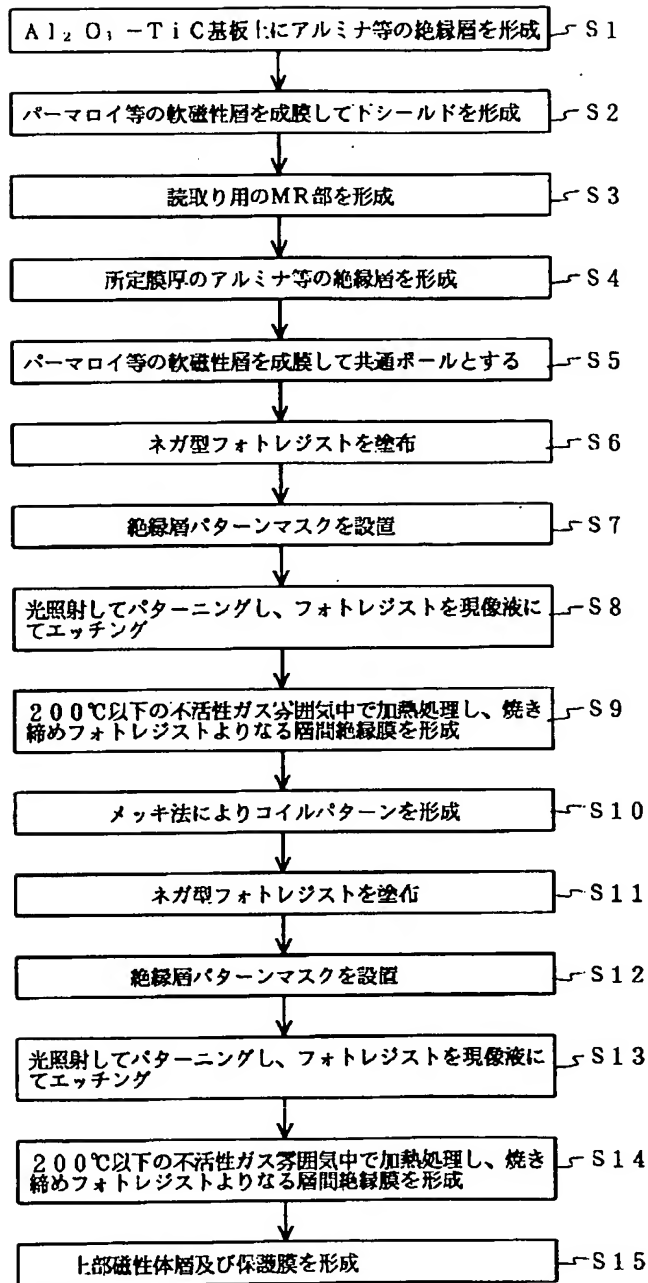 Al₂O₃－TiC基板上にアルミナ等の絶縁層を形成 S1
パーマロイ等の軟磁性層を成膜して下シールドを形成 S2
読取り用のMR部を形成 S3
所定膜厚のアルミナ等の絶縁層を形成 S4
パーマロイ等の軟磁性層を成膜して共通ポールとする S5
ネガ型フォトレジストを塗布 S6
絶縁層パターンマスクを設置 S7
光照射してパターニングし、フォトレジストを現像液に S8
てエッチング
200℃以下の不活性ガス雰囲気中で加熱処理し、焼き S9
締めフォトレジストよりなる層間絶縁膜を形成
メッキ法によりコイルパターンを形成 S10
ネガ型フォトレジストを塗布 S11
絶縁層パターンマスクを設置 S12
光照射してパターニングし、フォトレジストを現像液に S13
てエッチング
200℃以下の不活性ガス雰囲気中で加熱処理し、焼き S14
締めフォトレジストよりなる層間絶縁膜を形成
上部磁性体層及び保護膜を形成 S15